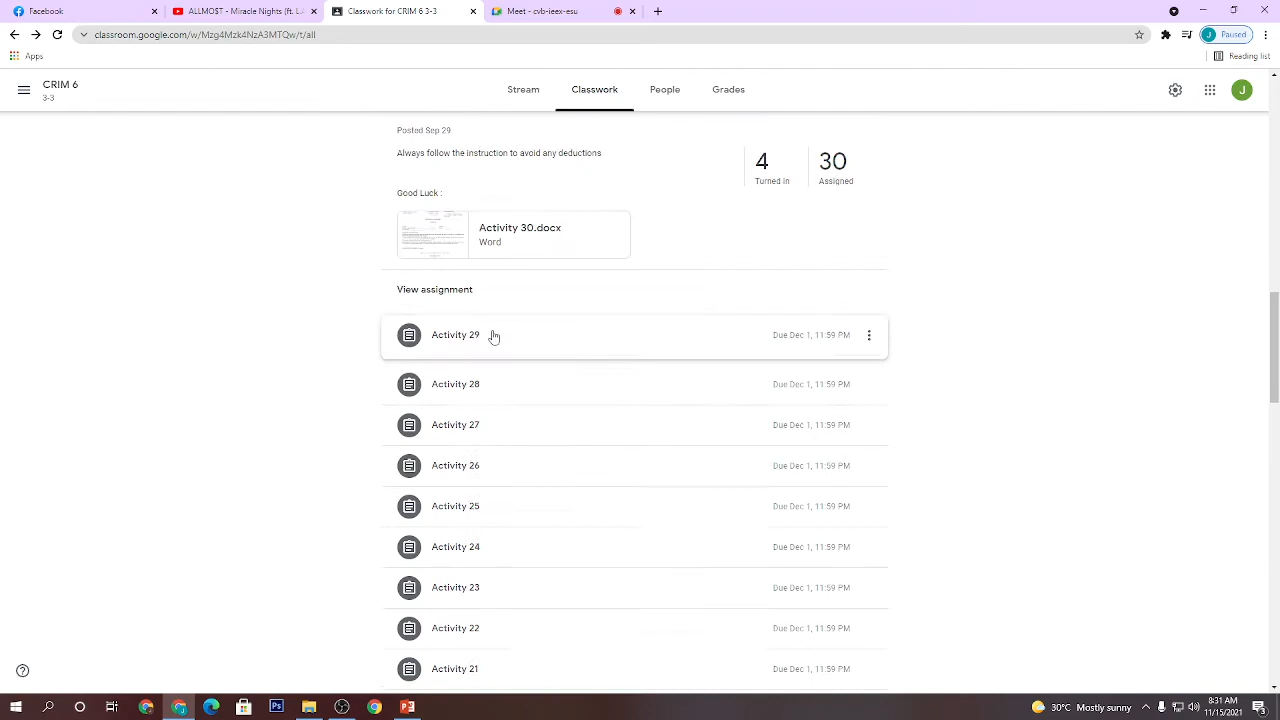 Facebook
ALLMOST - Miracle Nights (ft. L
Classwork for CRIM 6 3-3
Meet - cvb-ieex-esu
classroom.google.com/w/Mzg4Mzk4NzA3MTQw/t/all
J Paused
Apps
Reading list
CRIM 6
3-3
Stream
Classwork
People
Grades
J
Posted Sep 29
Always follow the instruction to avoid any deductions
4
Turned In
30
Assigned
Good Luck :
Activity 30.docx
Word
View assignment
Activity 29 Due Dec 1, 11:59 PM
Activity 28 Due Dec 1, 11:59 PM
Activity 27 Due Dec 1, 11:59 PM
Activity 26 Due Dec 1, 11:59 PM
Activity 25 Due Dec 1, 11:59 PM
Activity 24 Due Dec 1, 11:59 PM
Activity 23 Due Dec 1, 11:59 PM
Activity 22 Due Dec 1, 11:59 PM
Activity 21 Due Dec 1, 11:59 PM
30°C Mostly sunny
8:31 AM
11/15/2021